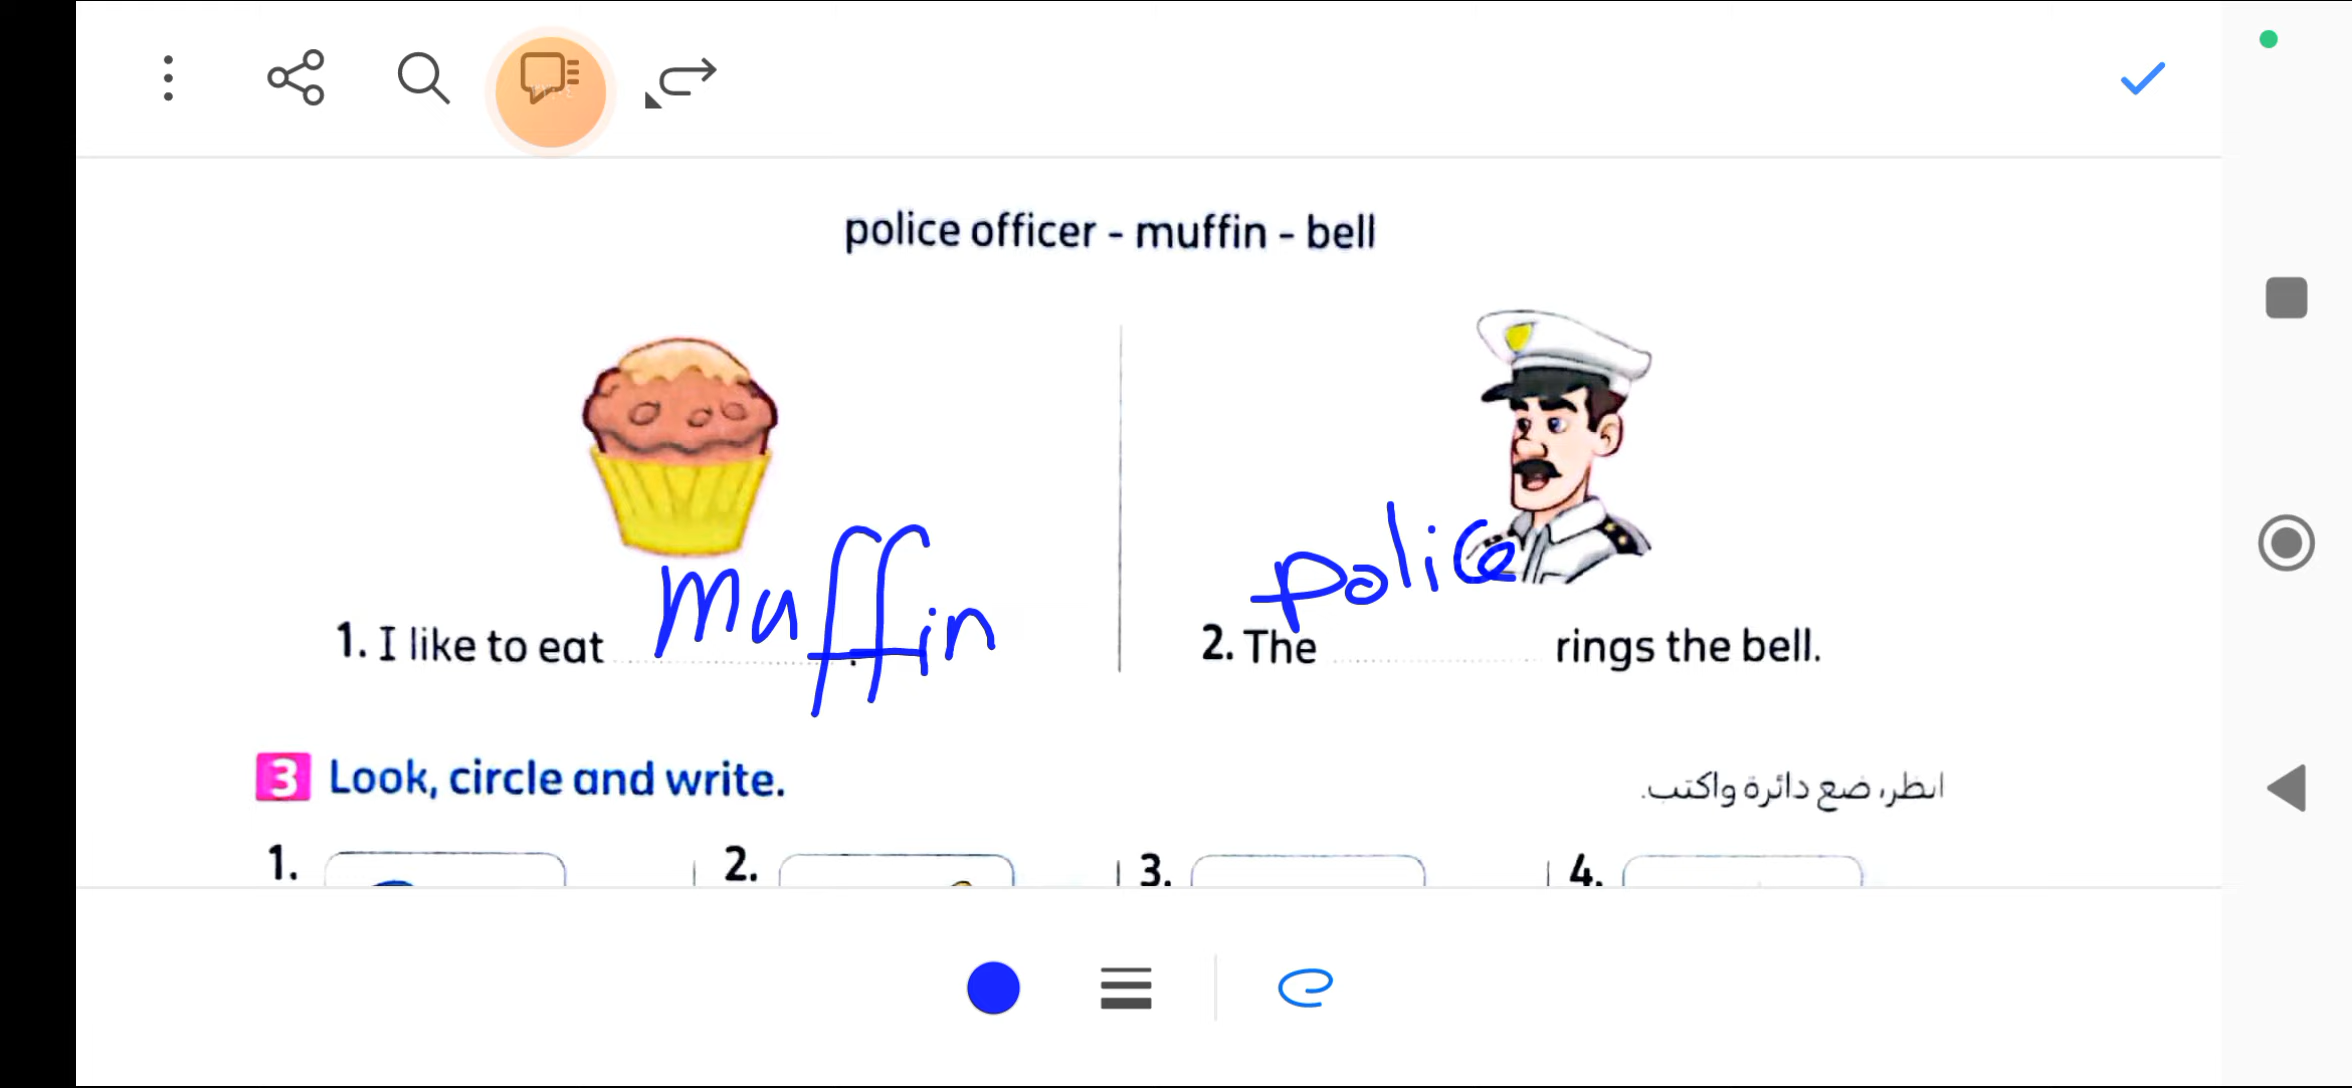 police officer - muffin - bell
muffin
police
1. I like to eat
2. The rings the bell.
3 Look, circle and write.
انظر، ضع دائرة واكتب.
1. 2. 3. 4.